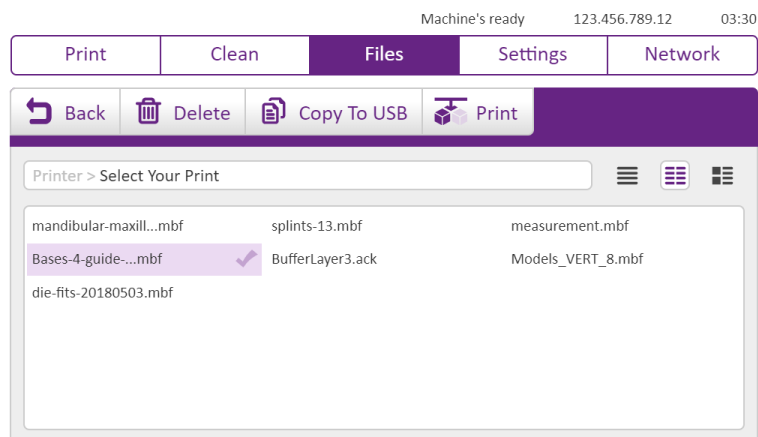 Machine's ready 123.456.789.12 03:30
Print Clean Files Settings Network
Back Delete Copy To USB Print
Printer > Select Your Print
mandibular-maxill...mbf splints-13.mbf measurement.mbf
Bases-4-guide-...mbf BufferLayer3.ack Models_VERT_8.mbf
die-fits-20180503.mbf